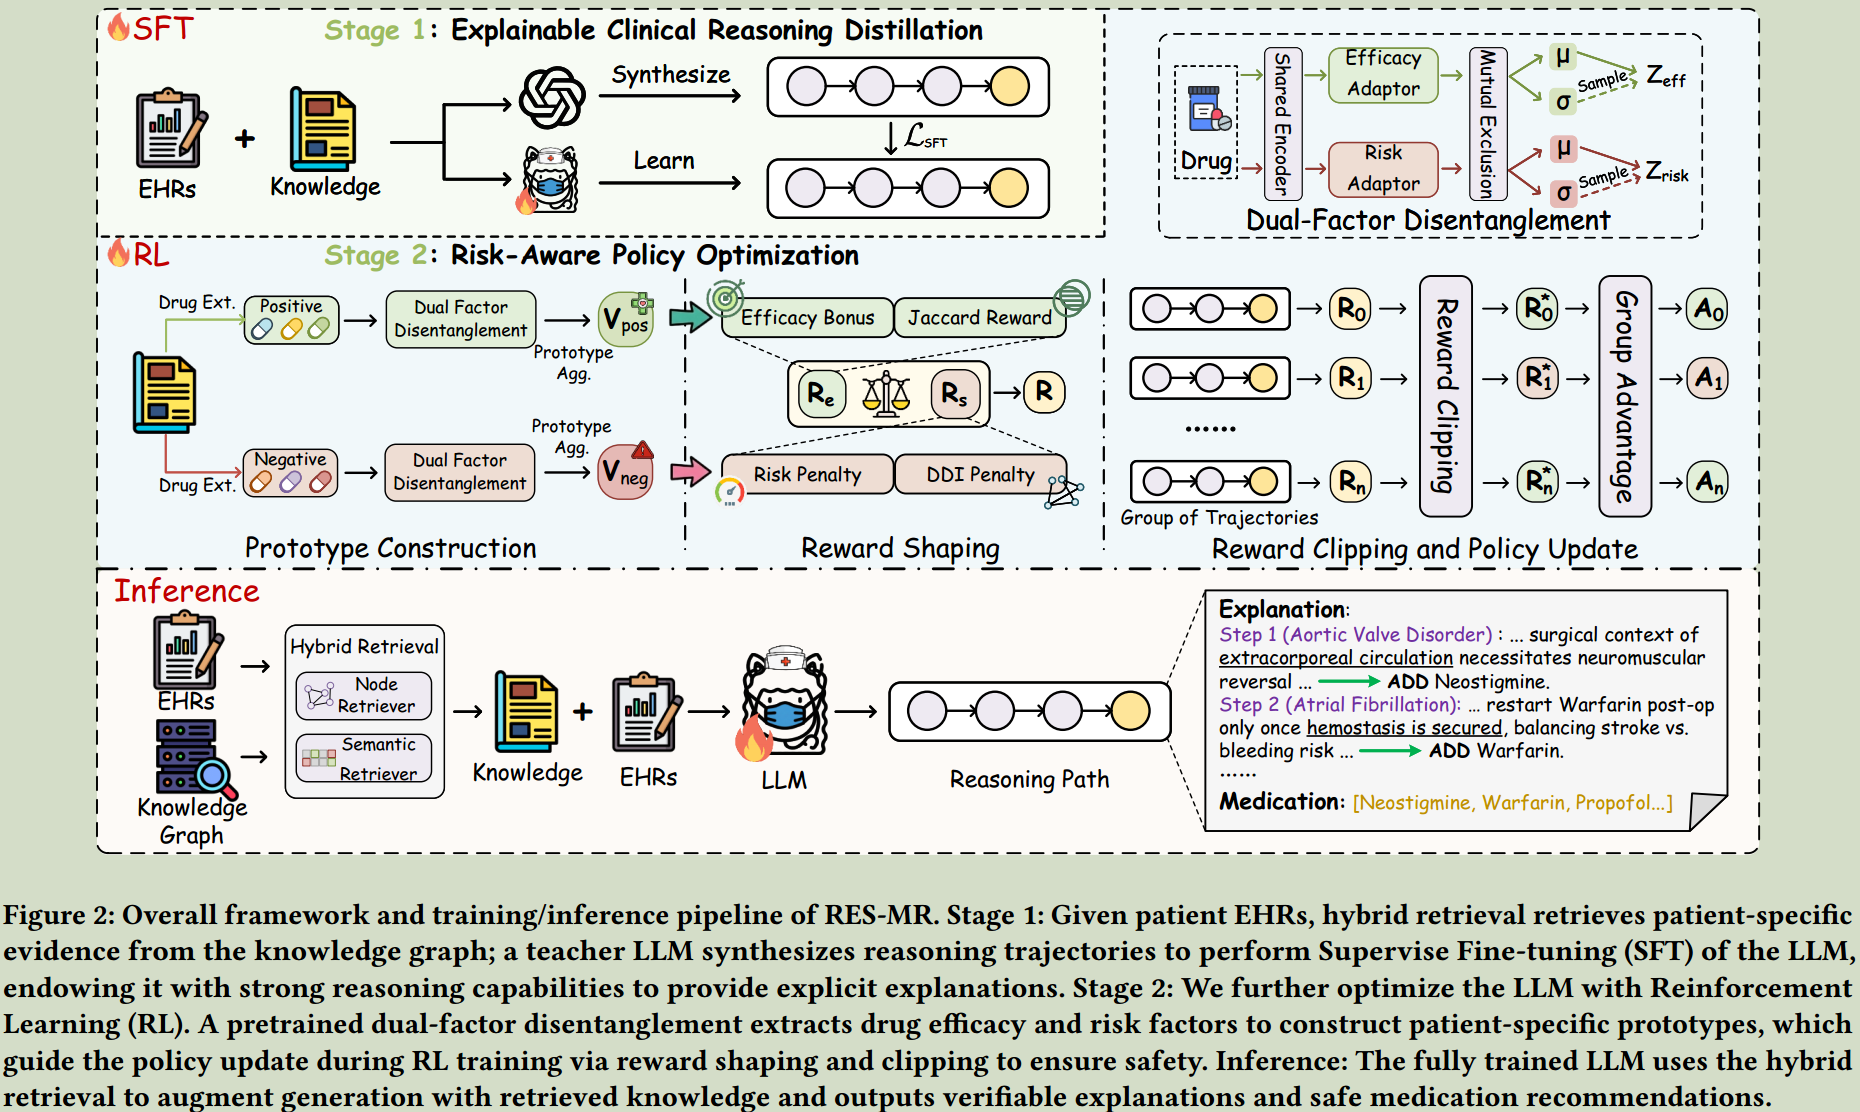 SFT
Stage 1: Explainable Clinical Reasoning Distillation
EHRs
+
Knowledge
Synthesize
Learn
ℒSFT
Drug
Shared Encoder
Efficacy
Adaptor
Risk
Adaptor
Mutual Exclusion
μ
σ
Sample
Zeff
μ
σ
Sample
Zrisk
Dual-Factor Disentanglement
RL
Stage 2: Risk-Aware Policy Optimization
Drug Ext.
Positive
Dual Factor
Disentanglement
Vpos
Prototype
Agg.
Drug Ext.
Negative
Dual Factor
Disentanglement
Prototype
Agg.
Vneg
Prototype Construction
Efficacy Bonus
Jaccard Reward
Re
Rs
R
Risk Penalty
DDI Penalty
Reward Shaping
R0
R1
......
Rn
Group of Trajectories
Reward Clipping
R*0
R*1
R*n
Group Advantage
A0
A1
An
Reward Clipping and Policy Update
Inference
EHRs
Knowledge
Graph
Hybrid Retrieval
Node
Retriever
Semantic
Retriever
Knowledge
+
EHRs
LLM
Reasoning Path
Explanation:
Step 1 (Aortic Valve Disorder) : ... surgical context of
extracorporeal circulation necessitates neuromuscular
reversal ... → ADD Neostigmine.
Step 2 (Atrial Fibrillation): ... restart Warfarin post-op
only once hemostasis is secured, balancing stroke vs.
bleeding risk ... → ADD Warfarin.
......
Medication: [Neostigmine, Warfarin, Propofol...]
Figure 2: Overall framework and training/inference pipeline of RES-MR. Stage 1: Given patient EHRs, hybrid retrieval retrieves patient-specific
evidence from the knowledge graph; a teacher LLM synthesizes reasoning trajectories to perform Supervise Fine-tuning (SFT) of the LLM,
endowing it with strong reasoning capabilities to provide explicit explanations. Stage 2: We further optimize the LLM with Reinforcement
Learning (RL). A pretrained dual-factor disentanglement extracts drug efficacy and risk factors to construct patient-specific prototypes, which
guide the policy update during RL training via reward shaping and clipping to ensure safety. Inference: The fully trained LLM uses the hybrid
retrieval to augment generation with retrieved knowledge and outputs verifiable explanations and safe medication recommendations.